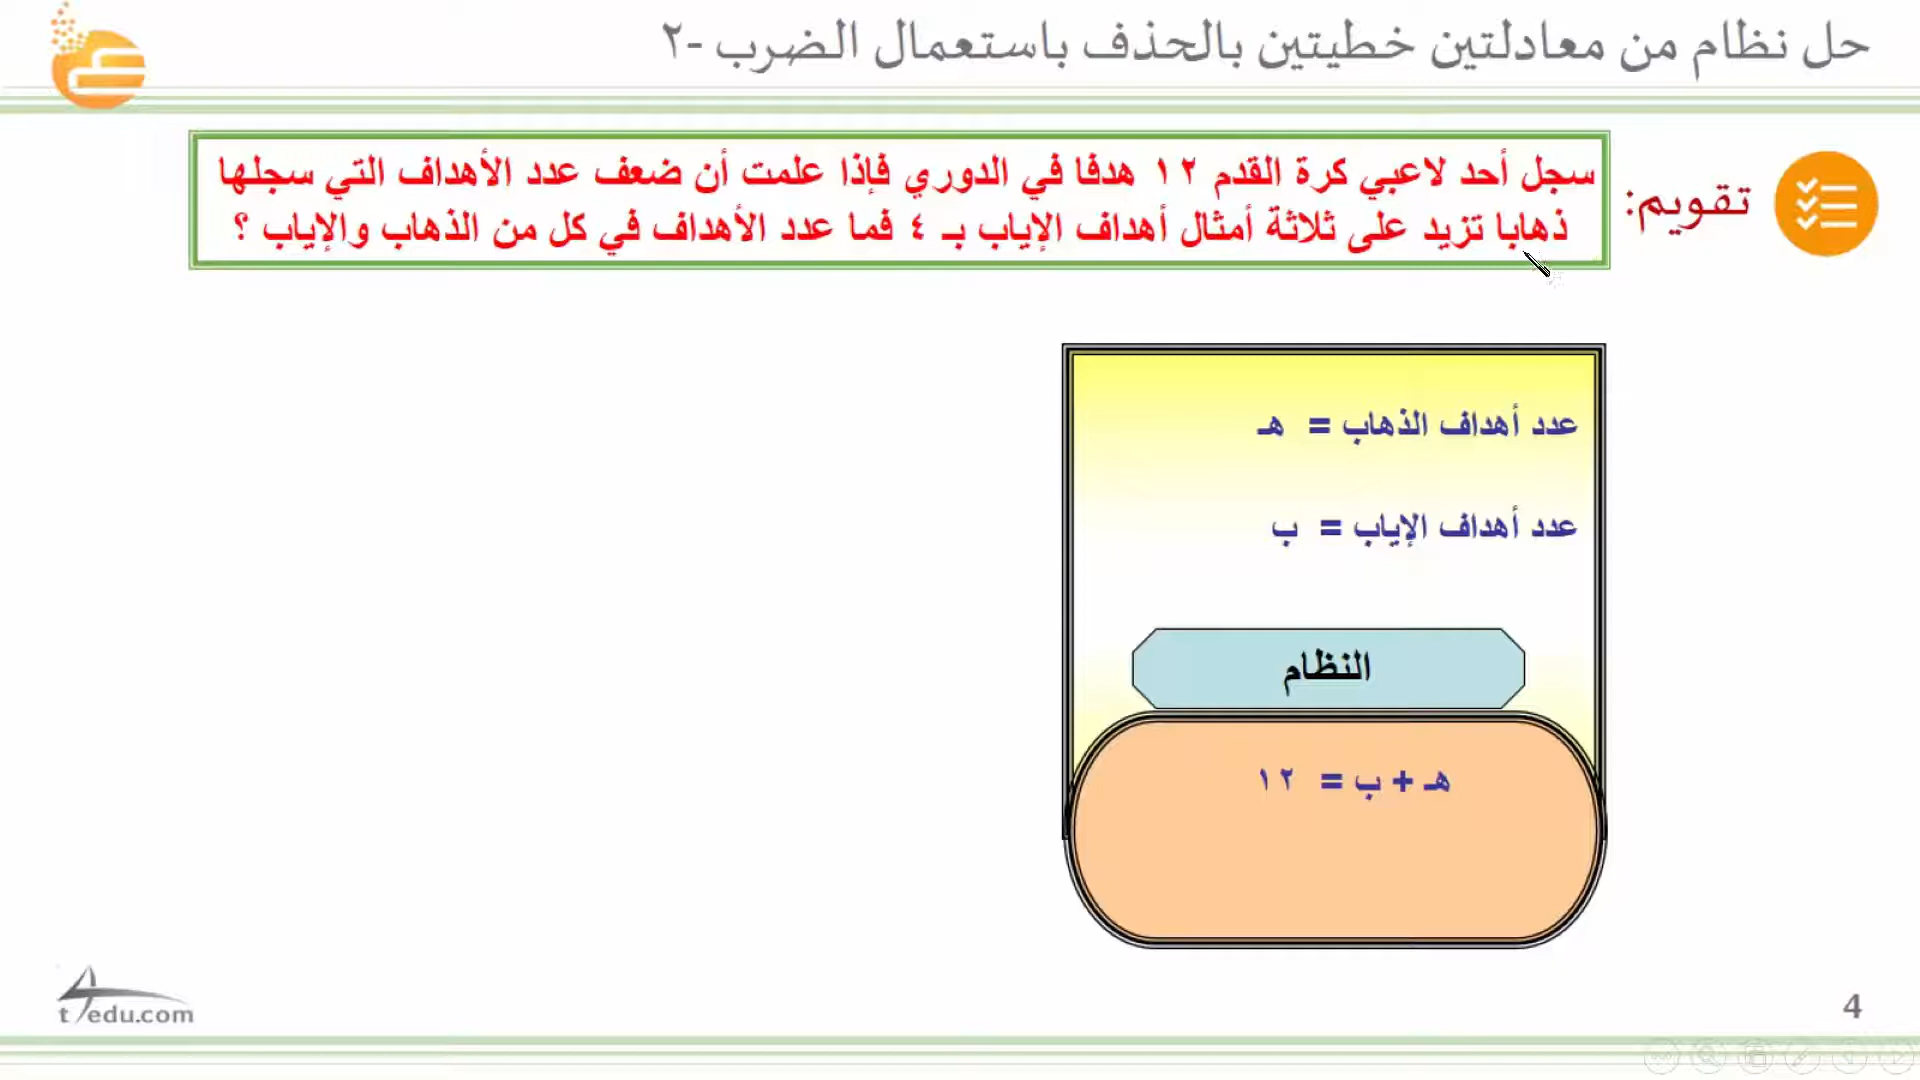 حل نظام من معادلتين خطيتين بالحذف باستعمال الضرب -٢
تقويم:
سجل أحد لاعبي كرة القدم ١٢ هدفا في الدوري فإذا علمت أن ضعف عدد الأهداف التي سجلها
ذهابا تزيد على ثلاثة أمثال أهداف الإياب بـ ٤ فما عدد الأهداف في كل من الذهاب والإياب ؟
عدد أهداف الذهاب = هـ
عدد أهداف الإياب = ب
النظام
هـ + ب = ١٢
t4edu.com
4